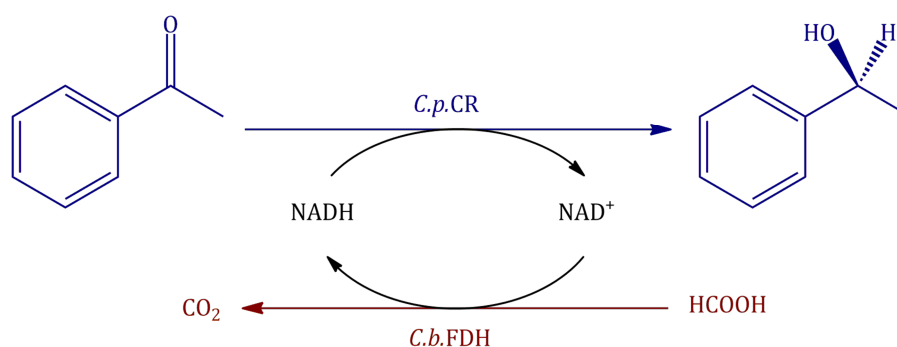 O
HO
H
C.p.CR
NADH
NAD⁺
CO₂
HCOOH
C.b.FDH